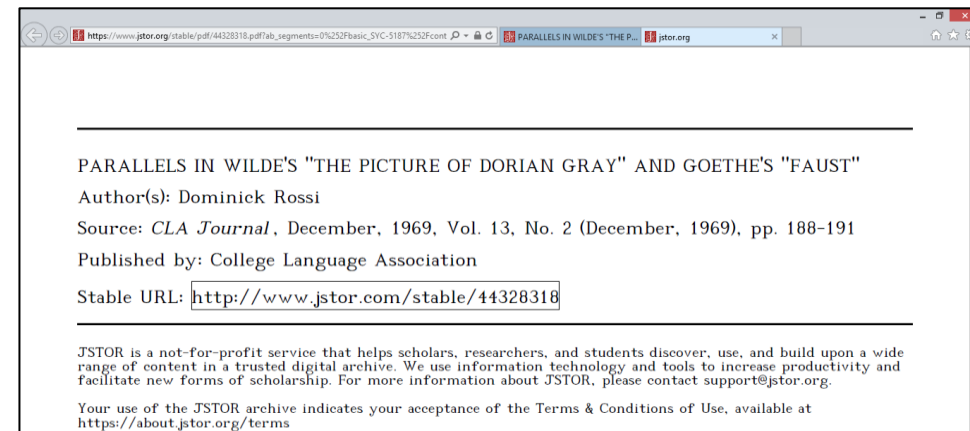 https://www.jstor.org/stable/pdf/44328318.pdf?ab_segments=0%252Fbasic_SYC-5187%252Fcont
PARALLELS IN WILDE'S "THE P...
jstor.org
PARALLELS IN WILDE'S "THE PICTURE OF DORIAN GRAY" AND GOETHE'S "FAUST"
Author(s): Dominick Rossi
Source: CLA Journal, December, 1969, Vol. 13, No. 2 (December, 1969), pp. 188-191
Published by: College Language Association
Stable URL: http://www.jstor.com/stable/44328318
JSTOR is a not-for-profit service that helps scholars, researchers, and students discover, use, and build upon a wide
range of content in a trusted digital archive. We use information technology and tools to increase productivity and
facilitate new forms of scholarship. For more information about JSTOR, please contact support@jstor.org.
Your use of the JSTOR archive indicates your acceptance of the Terms & Conditions of Use, available at
https://about.jstor.org/terms